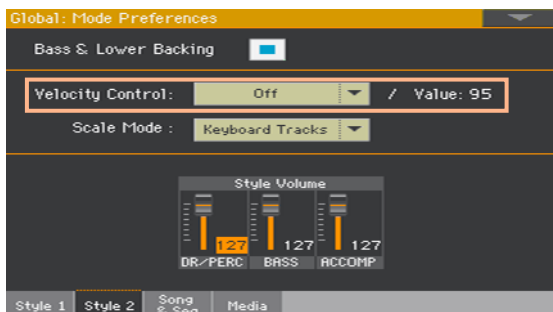 Global: Mode Preferences
Bass & Lower Backing
Velocity Control: Off / Value: 95
Scale Mode : Keyboard Tracks
Style Volume
127 127 127
DR/PERC BASS ACCOMP
Style 1 Style 2 Song & Seq Media